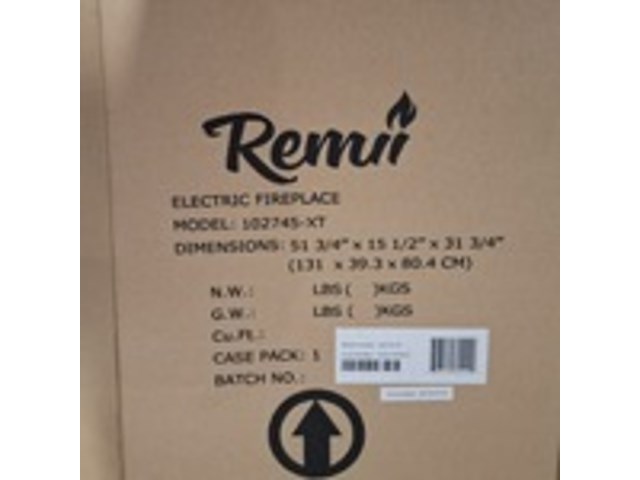 Remii
ELECTRIC FIREPLACE
MODEL: 102745-XT
DIMENSIONS: 51 3/4" x 15 1/2" x 31 3/4"
(131 x 39.3 x 80.4 CM)
N.W.: LBS ( )KGS
G.W.: LBS ( )KGS
Cu.Ft.:
CASE PACK: 1
BATCH NO.: